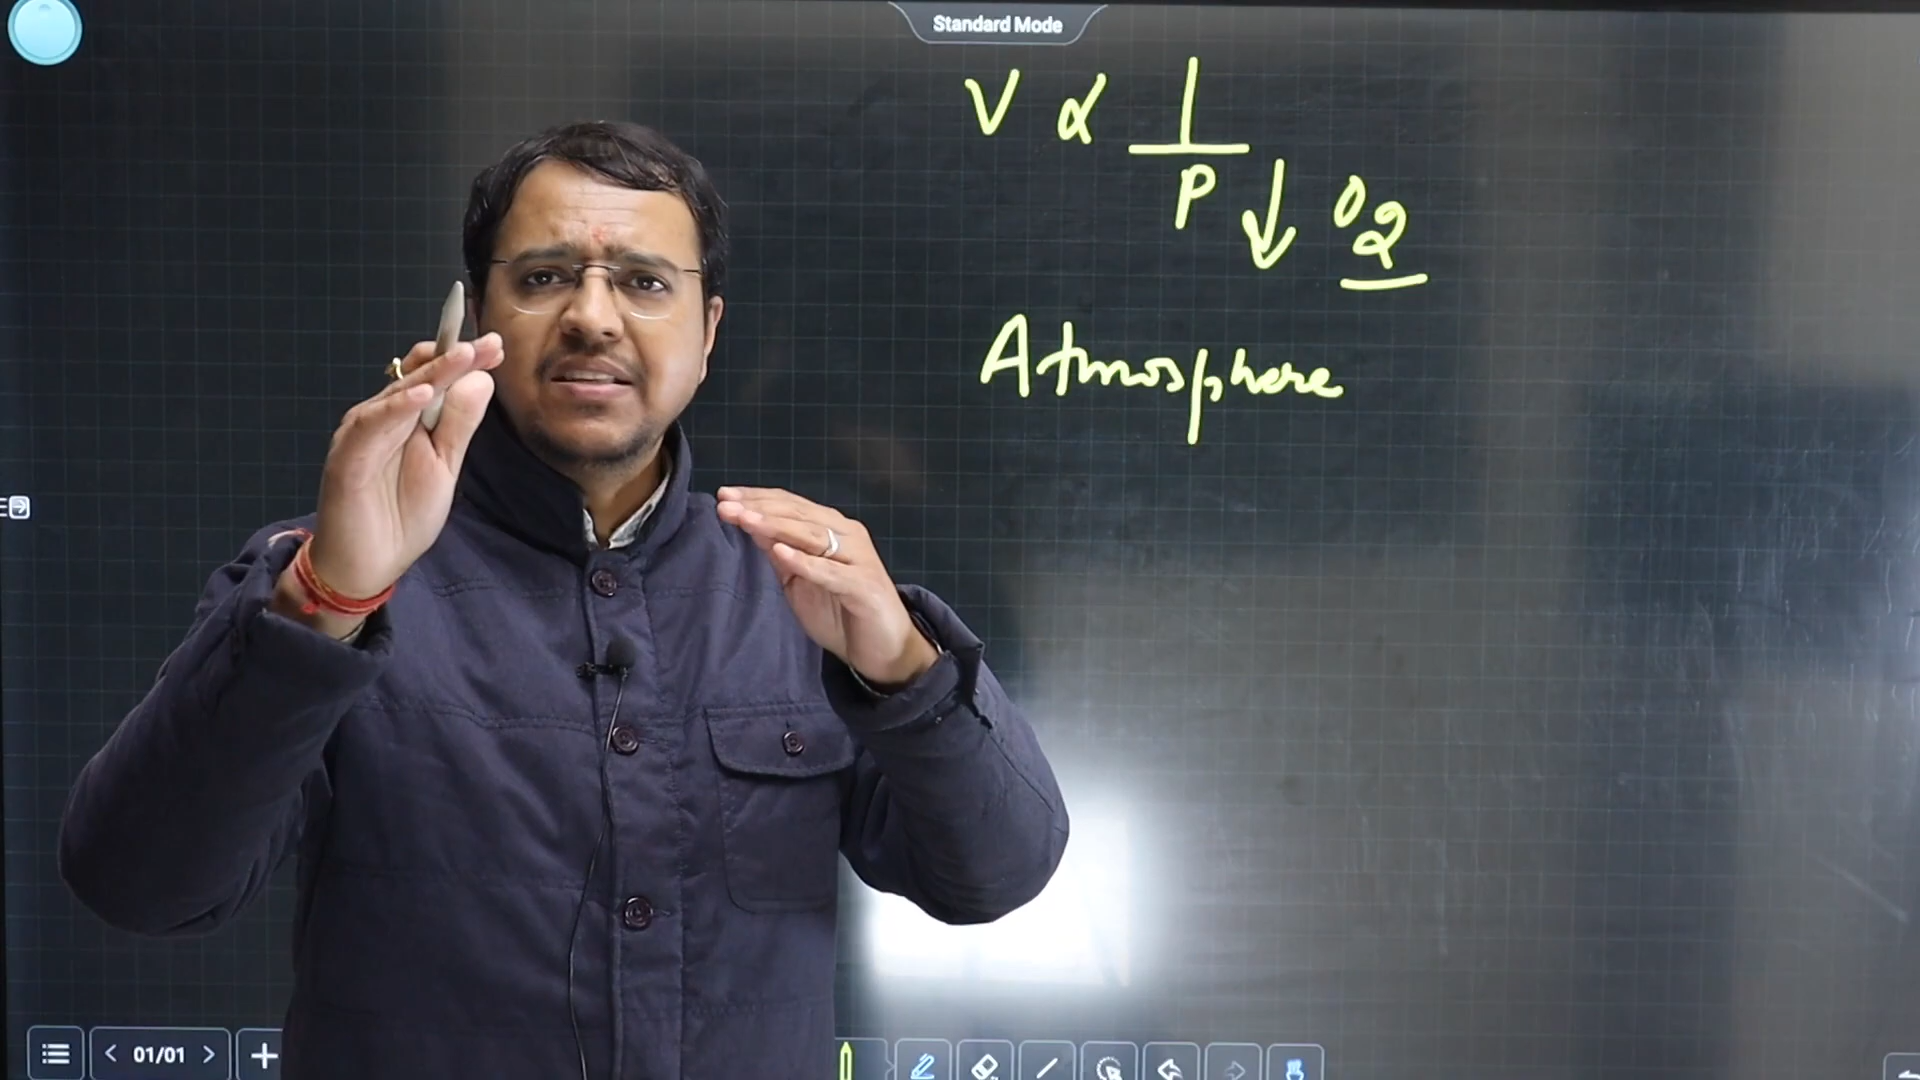 Standard Mode
V ∝ 1/P ↓ O2
Atmosphere
01/01